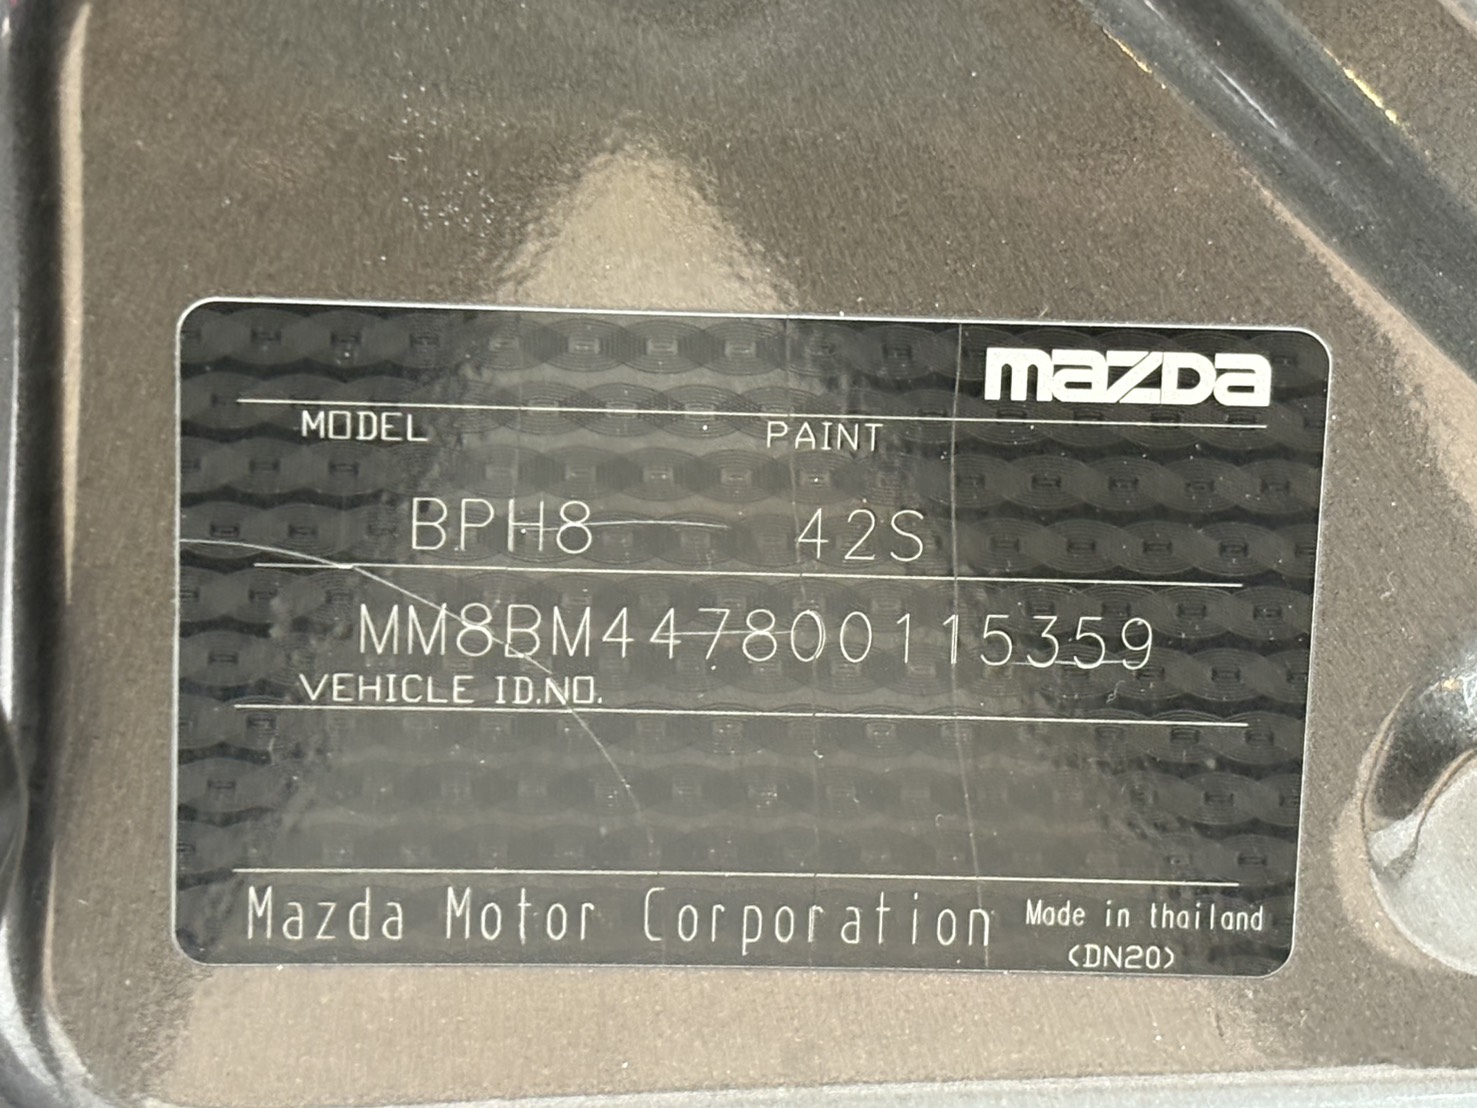 mazda
MODEL PAINT
BPH8 42S
MM8BM447800115359
VEHICLE ID.NO.
Mazda Motor Corporation Made in thailand
<DN20>